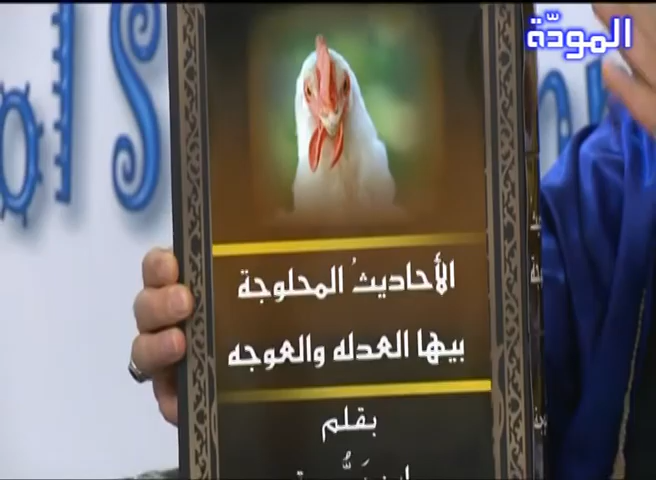 المودّة
الأحاديثُ المحلوجة
بيها العدله والعوجه
بقلم